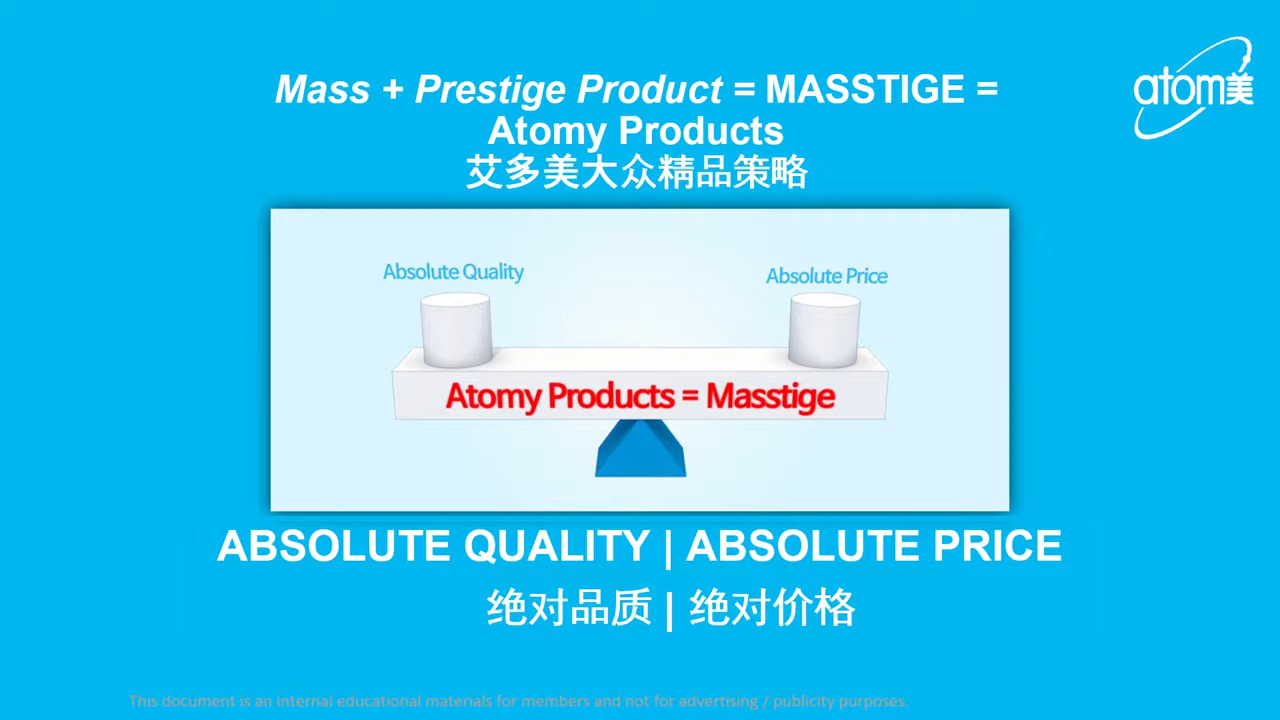 Mass + Prestige Product = MASSTIGE =
Atomy Products
艾多美大众精品策略
atom美
Absolute Quality
Absolute Price
Atomy Products = Masstige
ABSOLUTE QUALITY | ABSOLUTE PRICE
绝对品质 | 绝对价格
This document is an internal educational materials for members and not for advertising / publicity purposes.